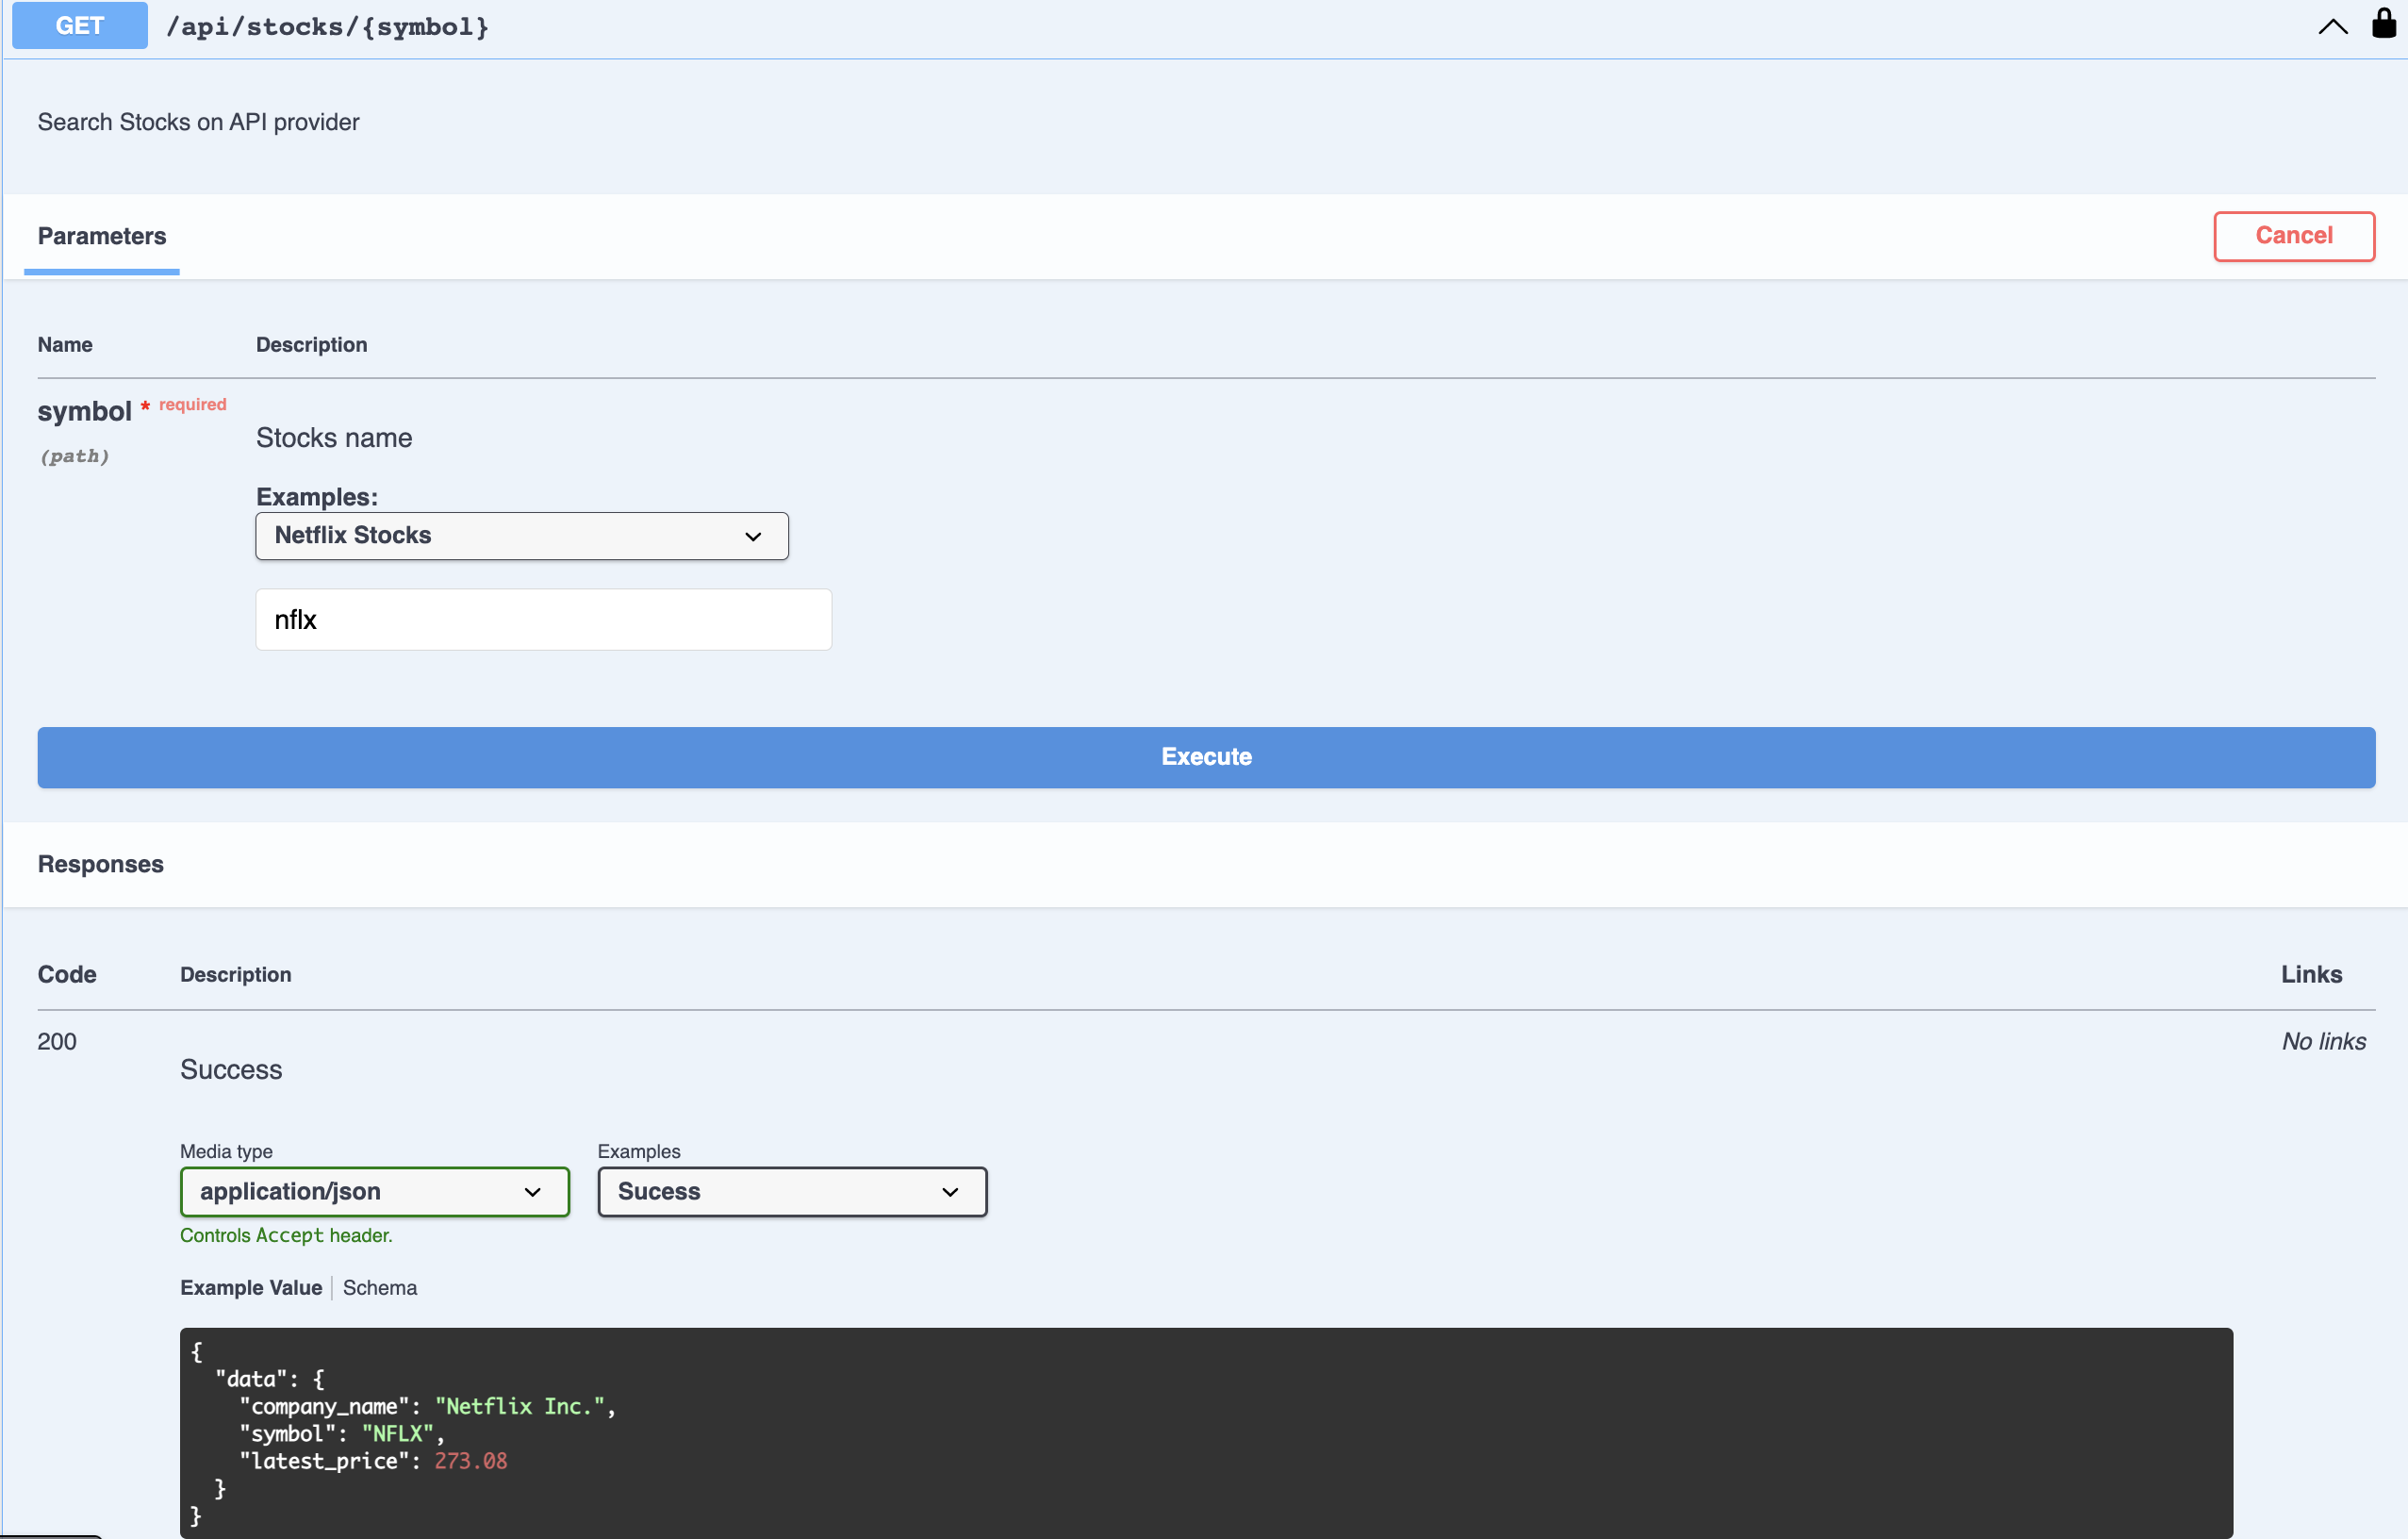 GET /api/stocks/{symbol}
Search Stocks on API provider
Parameters
Cancel
Name Description
symbol * required
(path)
Stocks name
Examples:
Netflix Stocks
nflx
Execute
Responses
Code Description Links
200
Success
No links
Media type Examples
application/json Sucess
Controls Accept header.
Example Value Schema
{
  "data": {
    "company_name": "Netflix Inc.",
    "symbol": "NFLX",
    "latest_price": 273.08
  }
}